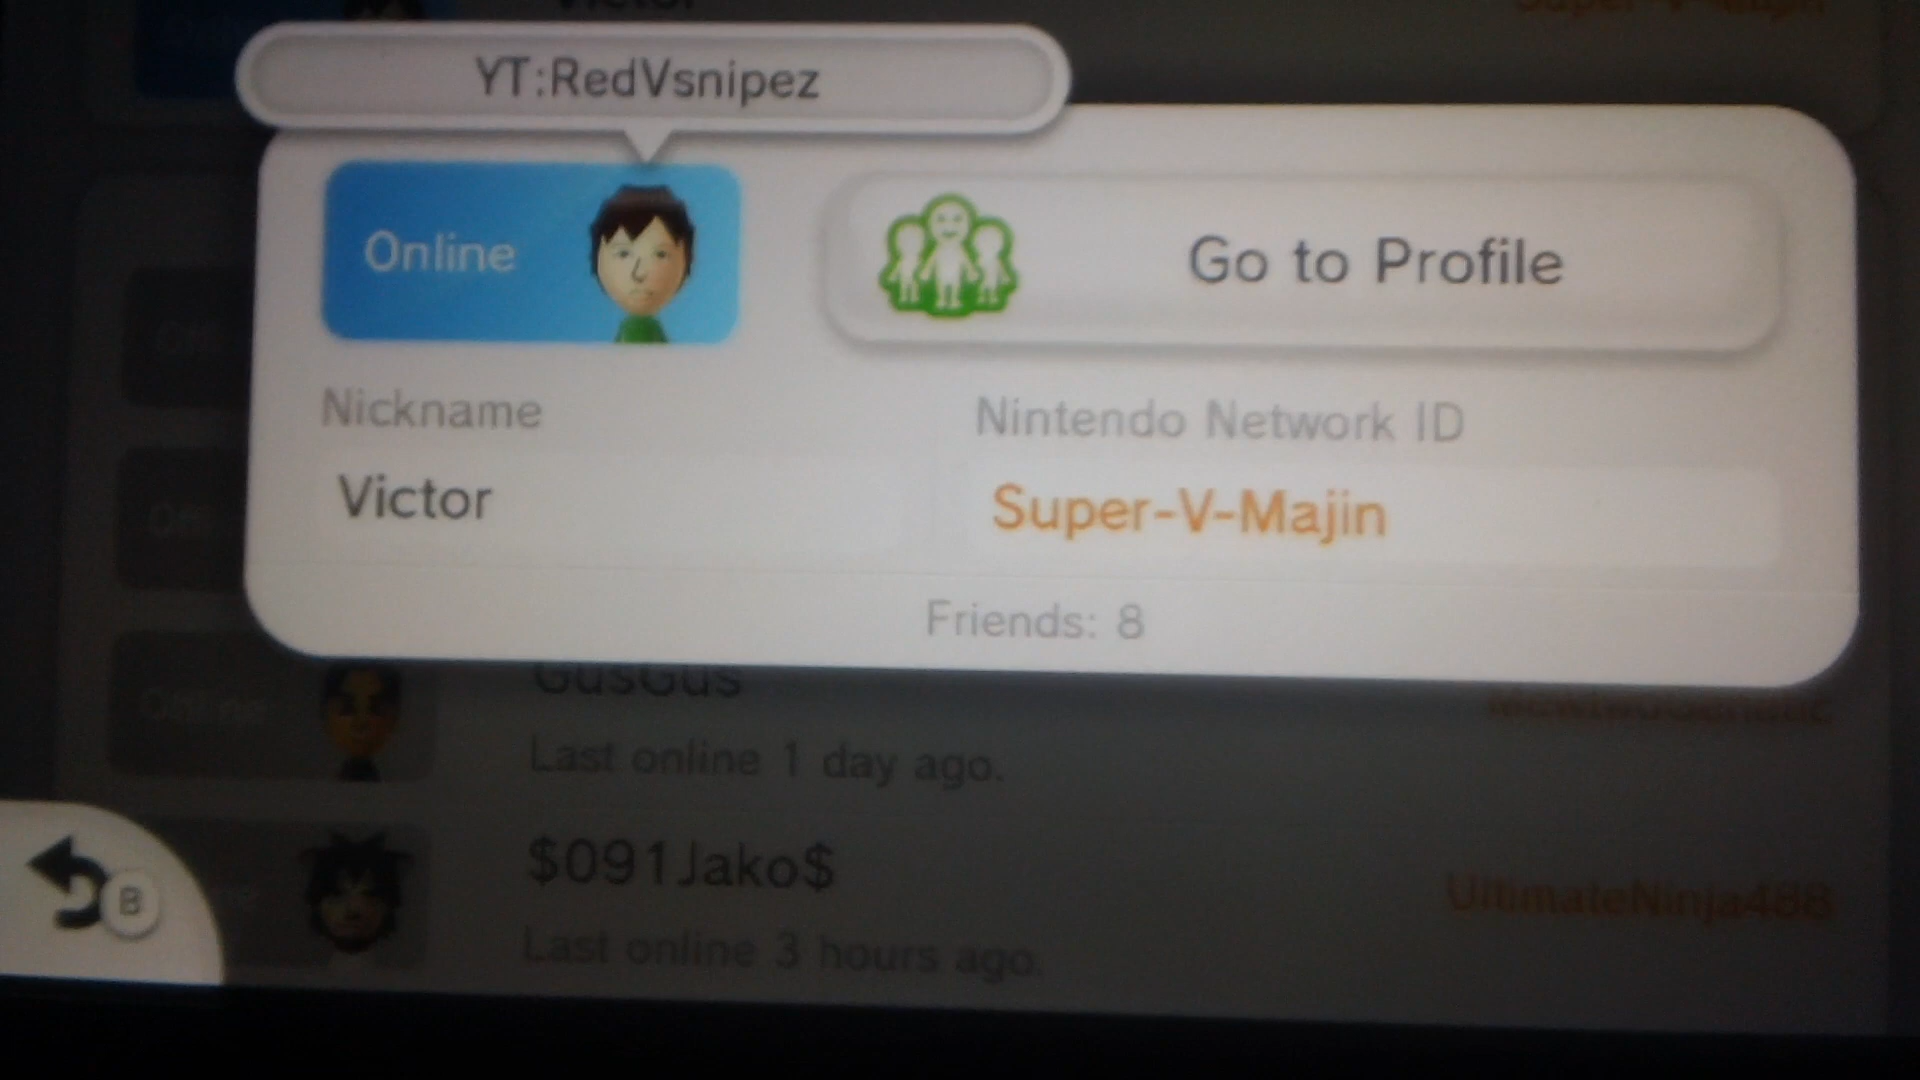 Victor
YT:RedVsnipez
Online
Go to Profile
Nickname
Nintendo Network ID
Victor
Super-V-Majin
Friends: 8
GusGus
Last online 1 day ago.
$091Jako$
UltimateNinja488
Last online 3 hours ago.
B